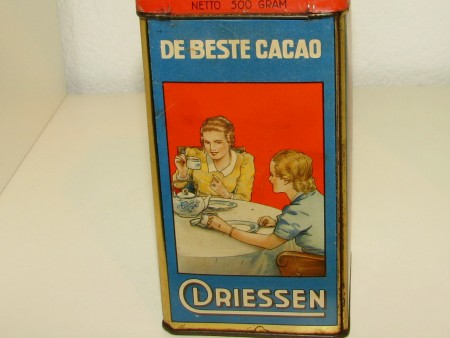 NETTO 500 GRAM
DE BESTE CACAO
DRIESSEN